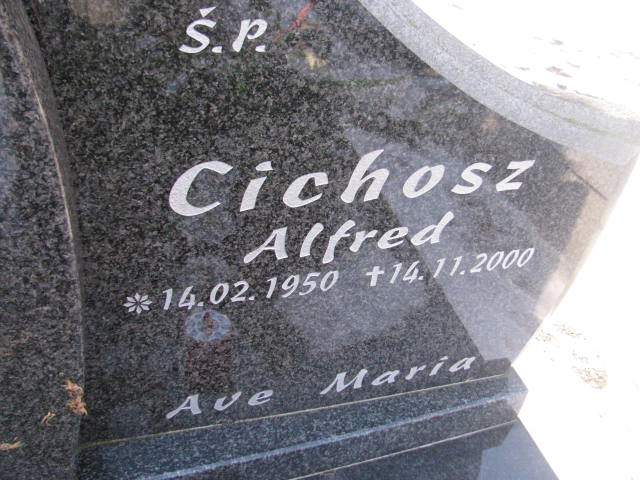 Ś.P.
Cichosz
Alfred
14.02.1950 ✝14.11.2000
Ave Maria